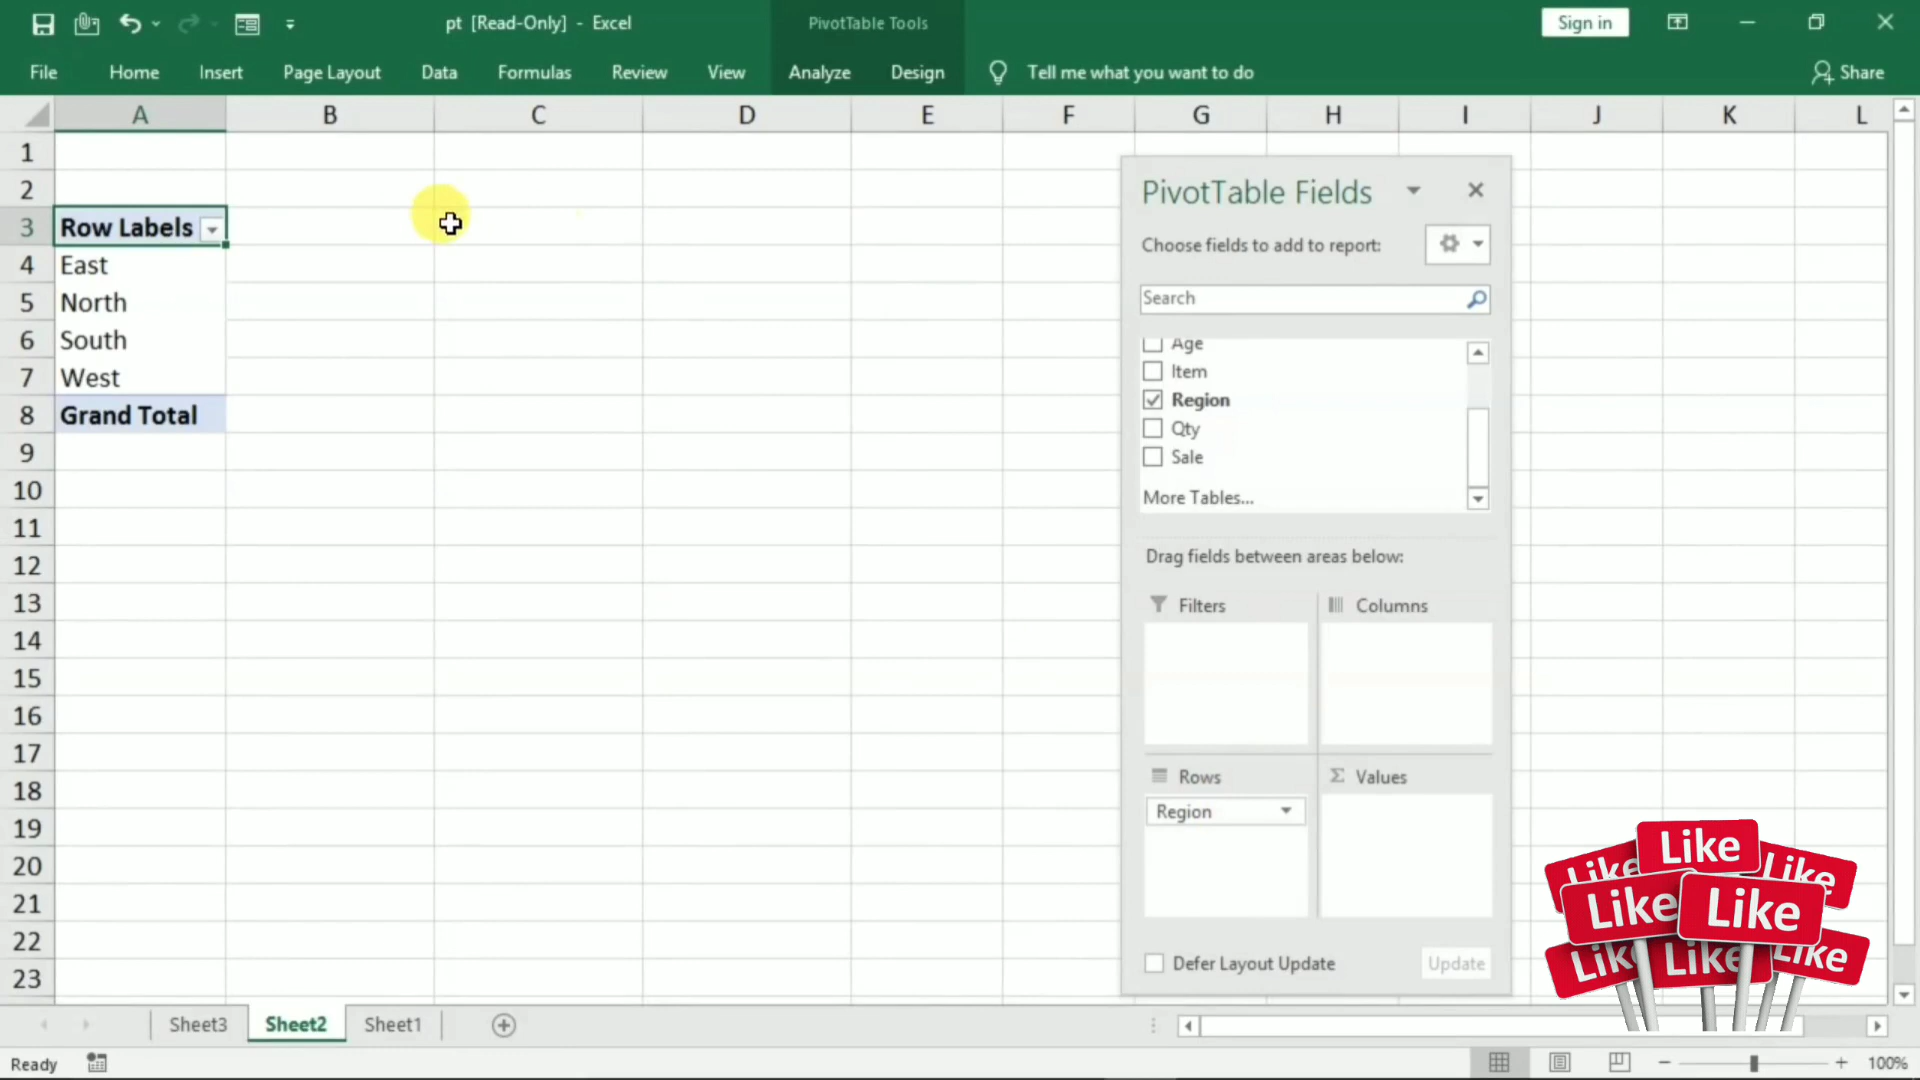 pt [Read-Only] - Excel
PivotTable Tools
Sign in
File Home Insert Page Layout Data Formulas Review View Analyze Design Tell me what you want to do Share
A B C D E F G H I J K L
1
2
3 Row Labels
4 East
5 North
6 South
7 West
8 Grand Total
9
10
11
12
13
14
15
16
17
18
19
20
21
22
23
PivotTable Fields
Choose fields to add to report:
Search
Age
Item
Region
Qty
Sale
More Tables...
Drag fields between areas below:
Filters Columns
Rows Σ Values
Region
Defer Layout Update Update
Like
Like Like
Like Like
Like Like Like
Sheet3 Sheet2 Sheet1
Ready 100%